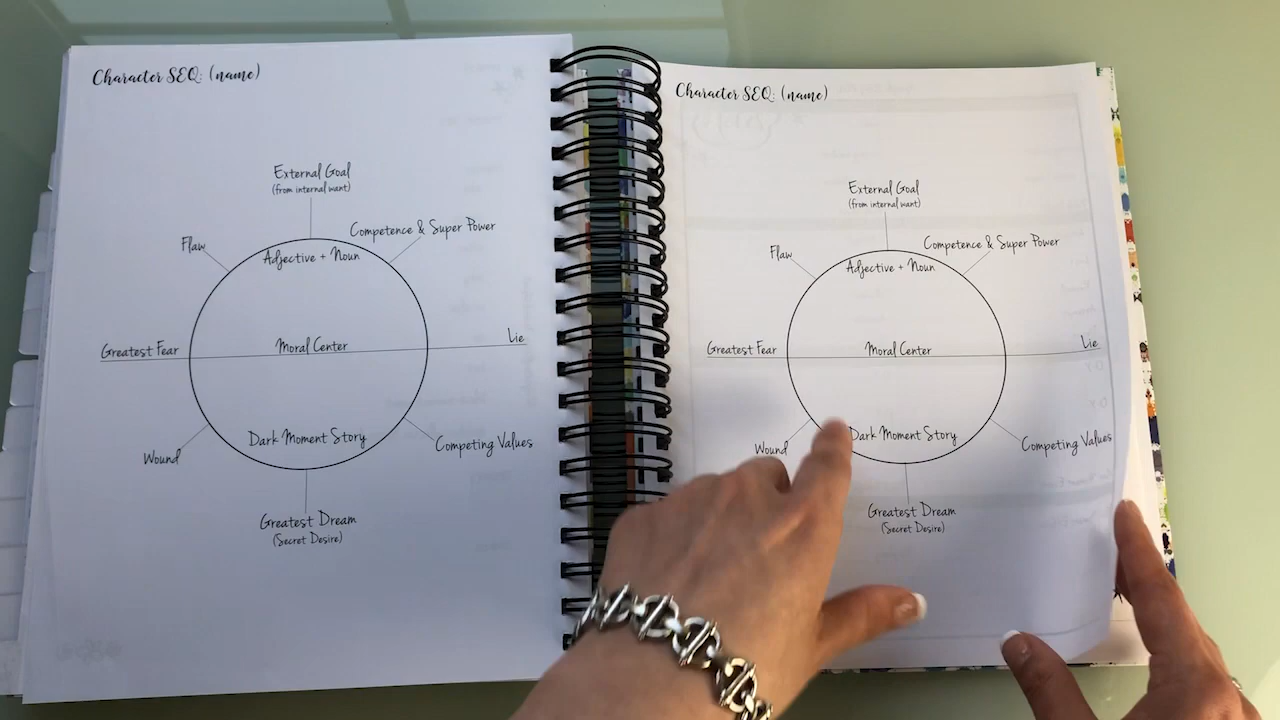 Character SEQ: (name)
External Goal
(from internal want)
Competence & Super Power
Flaw
Adjective + Noun
Greatest Fear
Moral Center
Lie
Dark Moment Story
Wound
Competing Values
Greatest Dream
(Secret Desire)
Character SEQ: (name)
External Goal
(from internal want)
Competence & Super Power
Flaw
Adjective + Noun
Greatest Fear
Moral Center
Lie
Dark Moment Story
Wound
Competing Values
Greatest Dream
(Secret Desire)